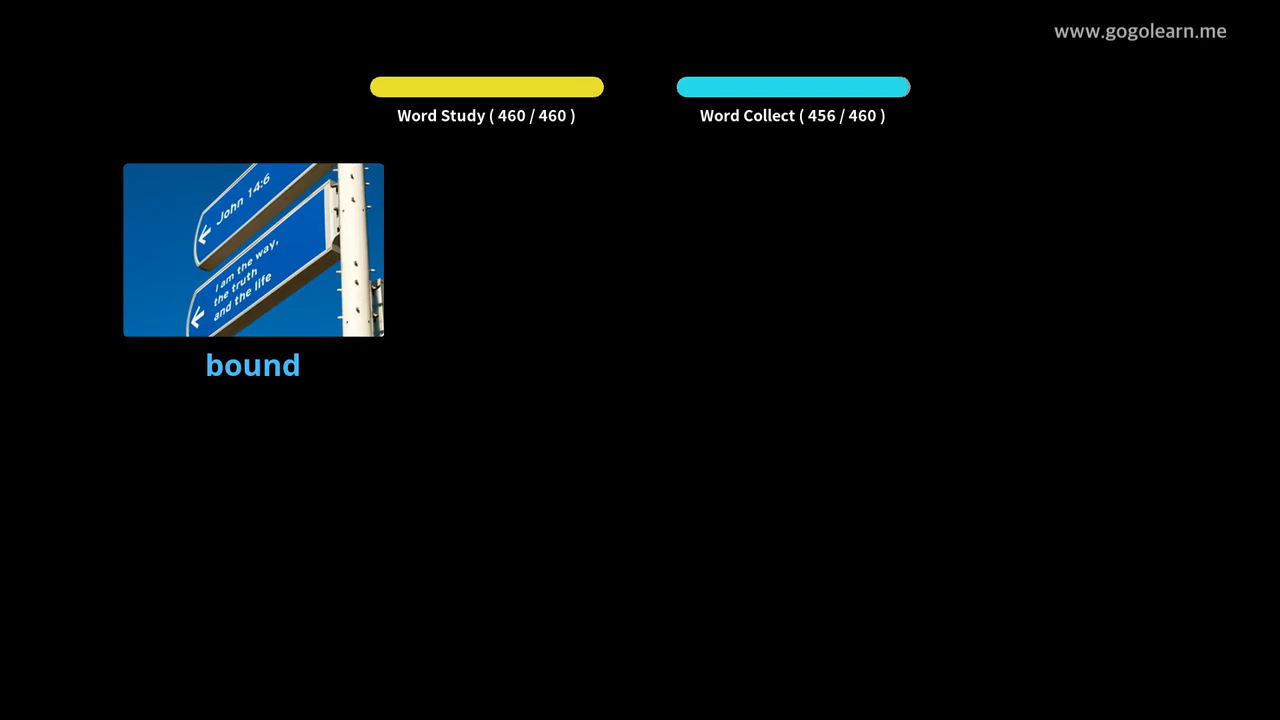 www.gogolearn.me
Word Study ( 460 / 460 )
Word Collect ( 456 / 460 )
John 14:6
I am the way,
the truth
and the life
bound